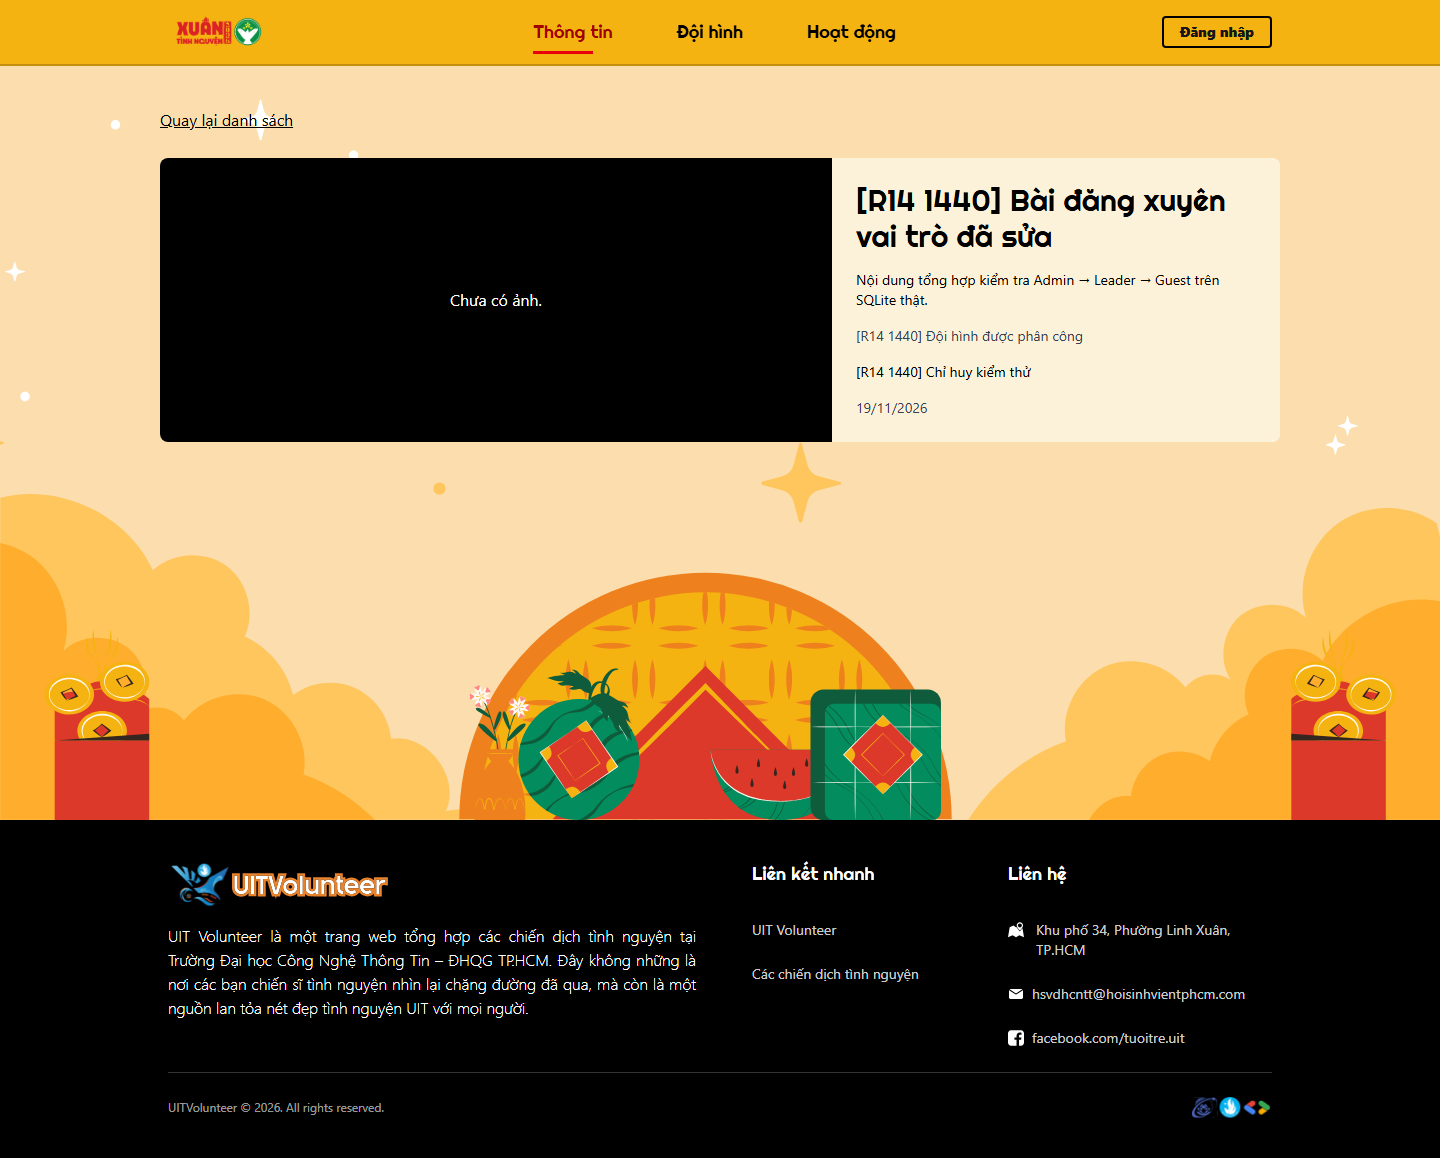 XUÂN
TÌNH NGUYỆN
Thông tin
Đội hình
Hoạt động
Đăng nhập
Quay lại danh sách
Chưa có ảnh.
[R14 1440] Bài đăng xuyên
vai trò đã sửa
Nội dung tổng hợp kiểm tra Admin → Leader → Guest trên
SQLite thật.
[R14 1440] Đội hình được phân công
[R14 1440] Chỉ huy kiểm thử
19/11/2026
UITVolunteer
UIT Volunteer là một trang web tổng hợp các chiến dịch tình nguyện tại
Trường Đại học Công Nghệ Thông Tin – ĐHQG TP.HCM. Đây không những là
nơi các bạn chiến sĩ tình nguyện nhìn lại chặng đường đã qua, mà còn là một
nguồn lan tỏa nét đẹp tình nguyện UIT với mọi người.
Liên kết nhanh
UIT Volunteer
Các chiến dịch tình nguyện
Liên hệ
Khu phố 34, Phường Linh Xuân,
TP.HCM
hsvdhcntt@hoisinhvientphcm.com
facebook.com/tuoitre.uit
UITVolunteer © 2026. All rights reserved.